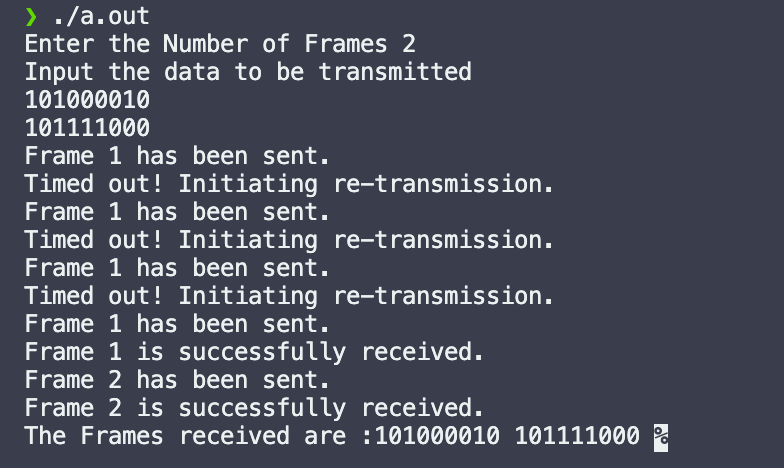 ❯ ./a.out
Enter the Number of Frames 2
Input the data to be transmitted
101000010
101111000
Frame 1 has been sent.
Timed out! Initiating re-transmission.
Frame 1 has been sent.
Timed out! Initiating re-transmission.
Frame 1 has been sent.
Timed out! Initiating re-transmission.
Frame 1 has been sent.
Frame 1 is successfully received.
Frame 2 has been sent.
Frame 2 is successfully received.
The Frames received are :101000010 101111000 %